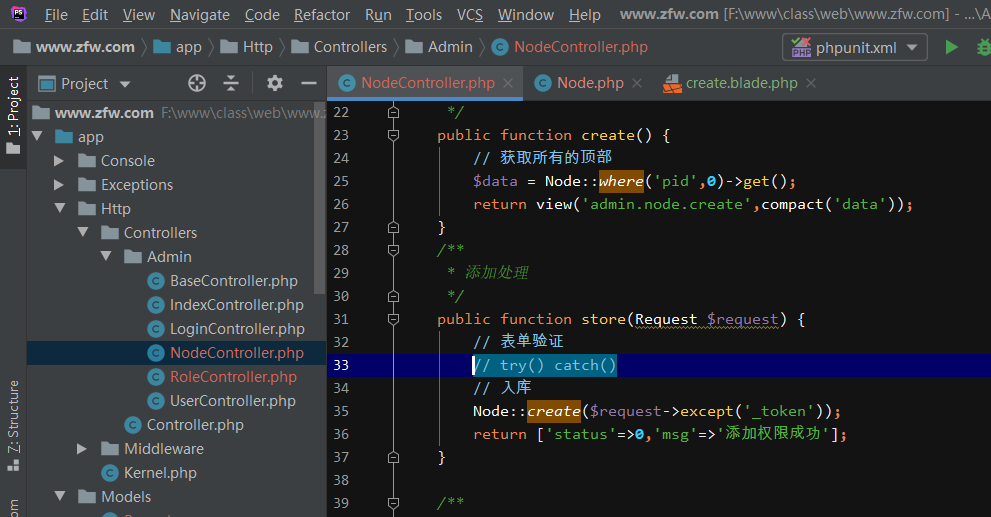 PS File Edit View Navigate Code Refactor Run Tools VCS Window Help www.zfw.com [F:\www\class\web\www.zfw.com] - ...\A
www.zfw.com app Http Controllers Admin NodeController.php phpunit.xml
Project NodeController.php Node.php create.blade.php
1: Project
Z: Structure
www.zfw.com F:\www\class\web\www.z
app
Console
Exceptions
Http
Controllers
Admin
BaseController.php
IndexController.php
LoginController.php
NodeController.php
RoleController.php
UserController.php
Controller.php
Middleware
Kernel.php
Models
22 */
23 public function create() {
24 // 获取所有的顶部
25 $data = Node::where('pid',0)->get();
26 return view('admin.node.create',compact('data'));
27 }
28 /**
29 * 添加处理
30 */
31 public function store(Request $request) {
32 // 表单验证
33 // try() catch()
34 // 入库
35 Node::create($request->except('_token'));
36 return ['status'=>0,'msg'=>'添加权限成功'];
37 }
38
39 /**